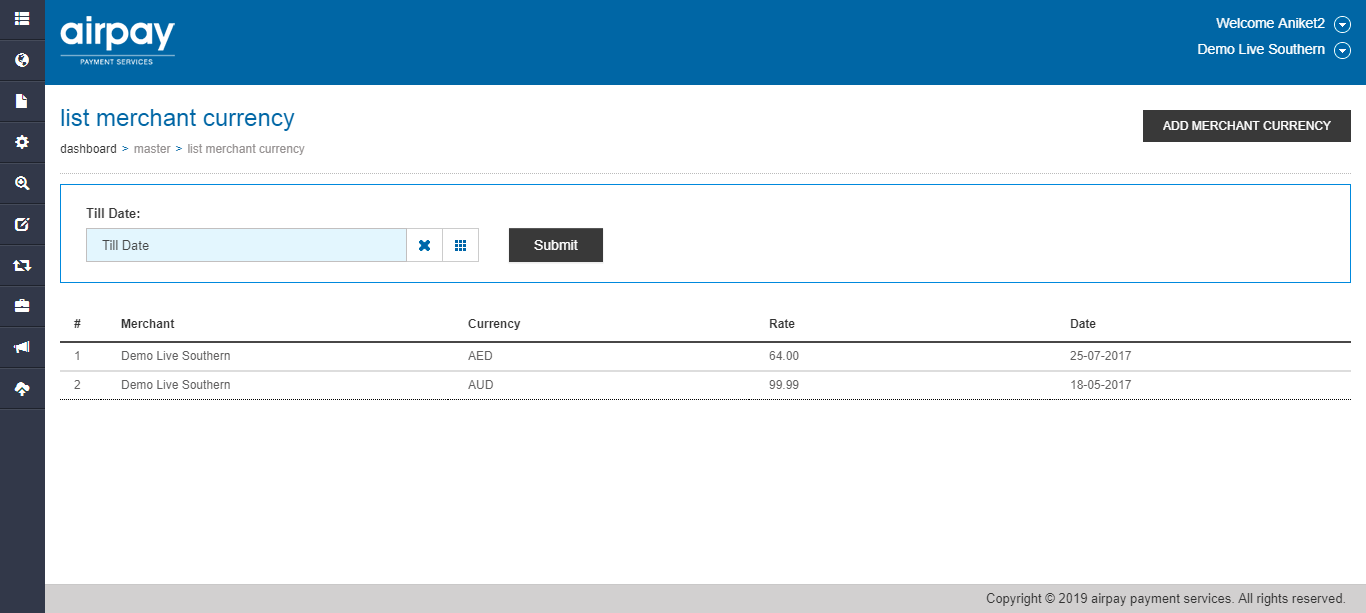 airpay
PAYMENT SERVICES
Welcome Aniket2
Demo Live Southern
list merchant currency
dashboard > master > list merchant currency
ADD MERCHANT CURRENCY
Till Date:
Till Date
Submit
# Merchant Currency Rate Date
1 Demo Live Southern AED 64.00 25-07-2017
2 Demo Live Southern AUD 99.99 18-05-2017
Copyright © 2019 airpay payment services. All rights reserved.